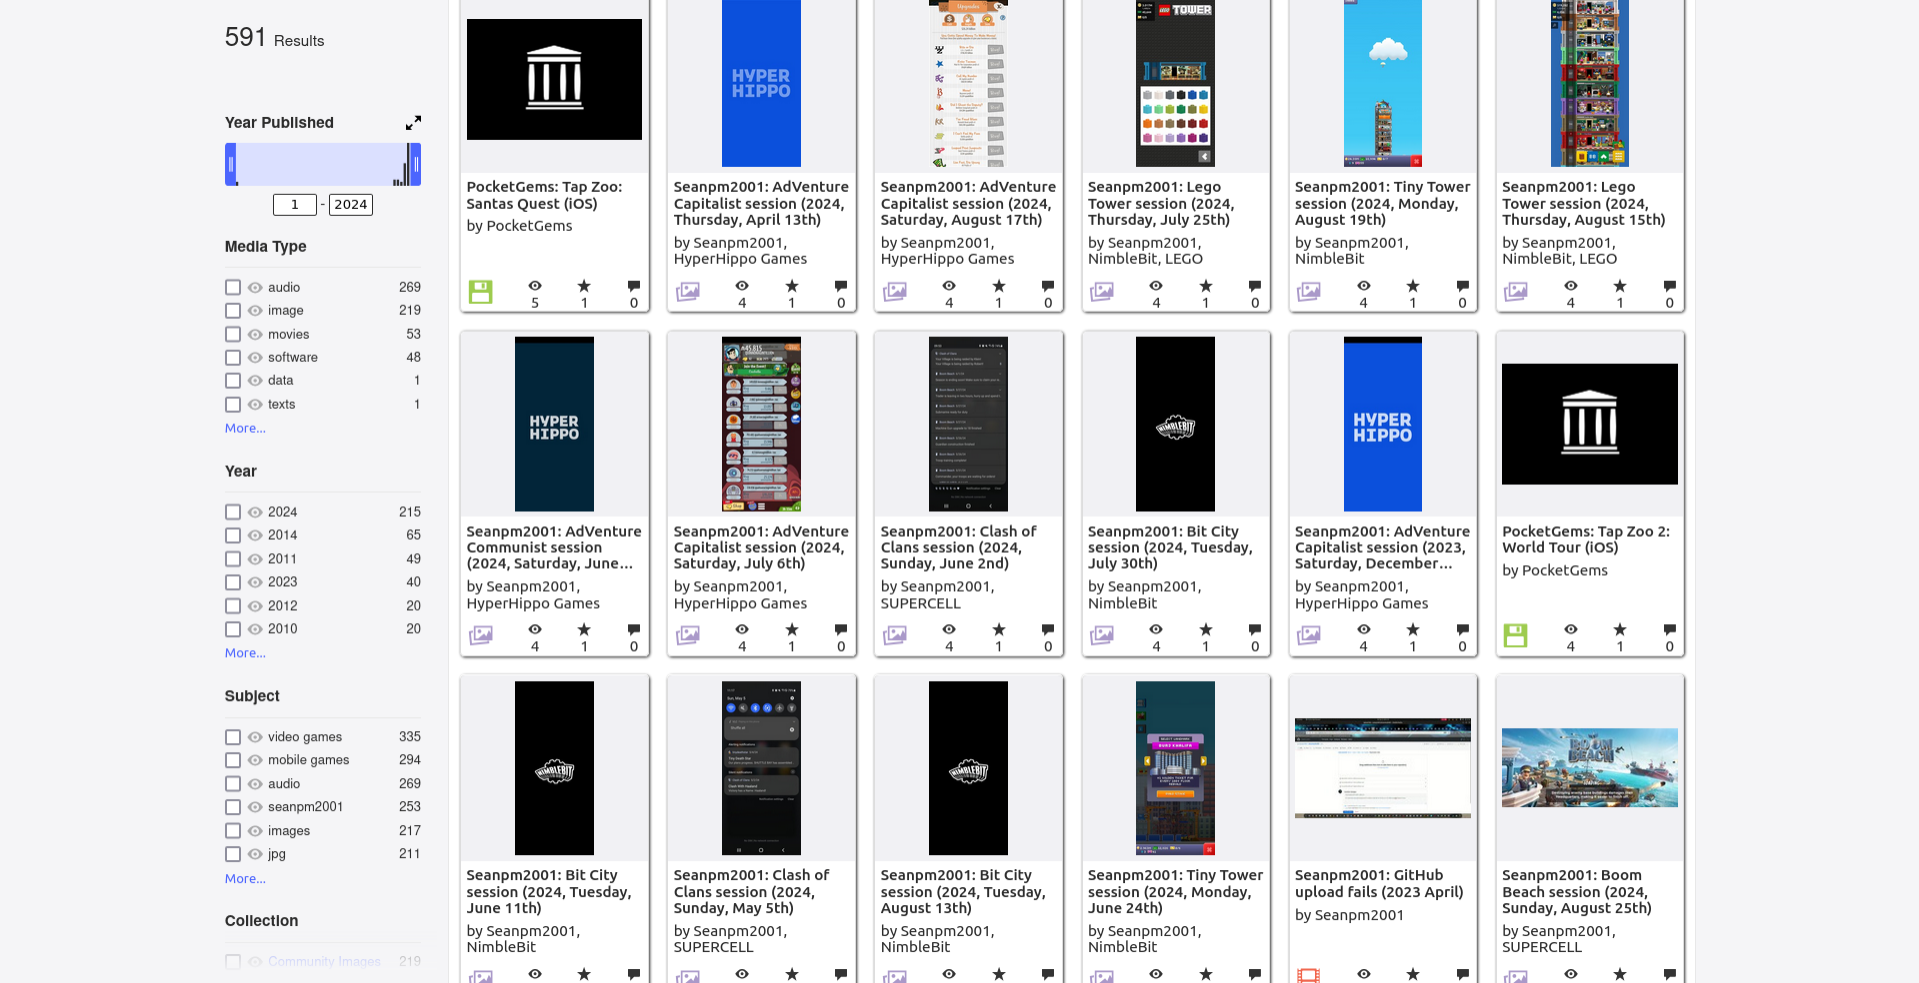 591 Results
Year Published
1 - 2024
Media Type
audio 269
image 219
movies 53
software 48
data 1
texts 1
More...
Year
2024 215
2014 65
2011 49
2023 40
2012 20
2010 20
More...
Subject
video games 335
mobile games 294
audio 269
seanpm2001 253
images 217
jpg 211
More...
Collection
Community Images 219
PocketGems: Tap Zoo:
Santas Quest (iOS)
by PocketGems
5 1 0
HYPER
HIPPO
Seanpm2001: AdVenture
Capitalist session (2024,
Thursday, April 13th)
by Seanpm2001,
HyperHippo Games
4 1 0
Upgrades
Seanpm2001: AdVenture
Capitalist session (2024,
Saturday, August 17th)
by Seanpm2001,
HyperHippo Games
4 1 0
LEGO TOWER
Seanpm2001: Lego
Tower session (2024,
Thursday, July 25th)
by Seanpm2001,
NimbleBit, LEGO
4 1 0
Seanpm2001: Tiny Tower
session (2024, Monday,
August 19th)
by Seanpm2001,
NimbleBit
4 1 0
Seanpm2001: Lego
Tower session (2024,
Thursday, August 15th)
by Seanpm2001,
NimbleBit, LEGO
4 1 0
HYPER
HIPPO
Seanpm2001: AdVenture
Communist session
(2024, Saturday, June...
by Seanpm2001,
HyperHippo Games
4 1 0
Seanpm2001: AdVenture
Capitalist session (2024,
Saturday, July 6th)
by Seanpm2001,
HyperHippo Games
4 1 0
Seanpm2001: Clash of
Clans session (2024,
Sunday, June 2nd)
by Seanpm2001,
SUPERCELL
4 1 0
NIMBLEBIT
Seanpm2001: Bit City
session (2024, Tuesday,
July 30th)
by Seanpm2001,
NimbleBit
4 1 0
HYPER
HIPPO
Seanpm2001: AdVenture
Capitalist session (2023,
Saturday, December...
by Seanpm2001,
HyperHippo Games
4 1 0
PocketGems: Tap Zoo 2:
World Tour (iOS)
by PocketGems
4 1 0
NIMBLEBIT
Seanpm2001: Bit City
session (2024, Tuesday,
June 11th)
by Seanpm2001,
NimbleBit
Sun, May 5
Seanpm2001: Clash of
Clans session (2024,
Sunday, May 5th)
by Seanpm2001,
SUPERCELL
NIMBLEBIT
Seanpm2001: Bit City
session (2024, Tuesday,
August 13th)
by Seanpm2001,
NimbleBit
Seanpm2001: Tiny Tower
session (2024, Monday,
June 24th)
by Seanpm2001,
NimbleBit
Seanpm2001: GitHub
upload fails (2023 April)
by Seanpm2001
BOOM
BEACH
Seanpm2001: Boom
Beach session (2024,
Sunday, August 25th)
by Seanpm2001,
SUPERCELL